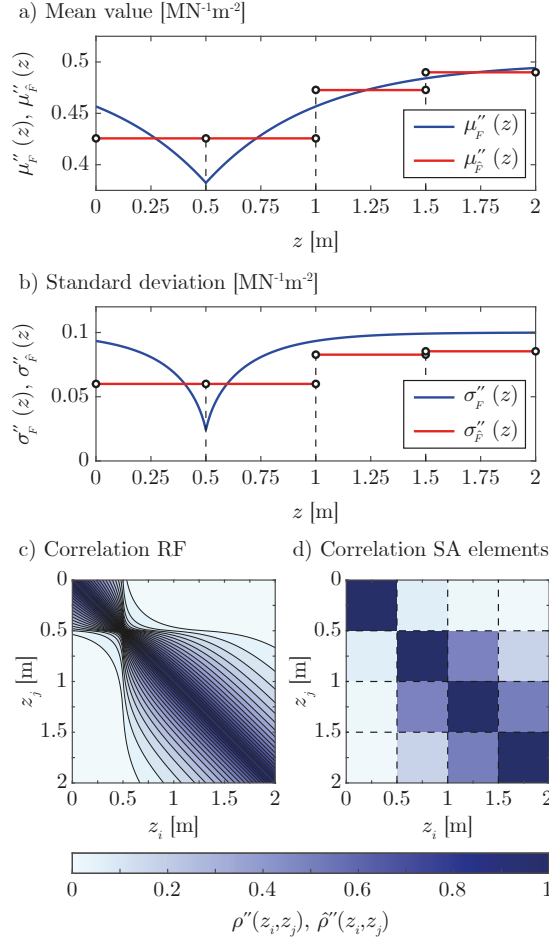 a) Mean value [MN⁻¹m⁻²]
μ″_F (z), μ″_F̂ (z)
0.5
0.45
0.4
μ″_F (z)
μ″_F̂ (z)
0 0.25 0.5 0.75 1 1.25 1.5 1.75 2
z [m]
b) Standard deviation [MN⁻¹m⁻²]
σ″_F (z), σ″_F̂ (z)
0.1
0.05
0
σ″_F (z)
σ″_F̂ (z)
0 0.25 0.5 0.75 1 1.25 1.5 1.75 2
z [m]
c) Correlation RF
z_j [m]
0
0.5
1
1.5
2
0 0.5 1 1.5 2
z_i [m]
d) Correlation SA elements
z_j [m]
0
0.5
1
1.5
2
0 0.5 1 1.5 2
z_i [m]
0 0.2 0.4 0.6 0.8 1
ρ″(z_i,z_j), ρ̂″(z_i,z_j)